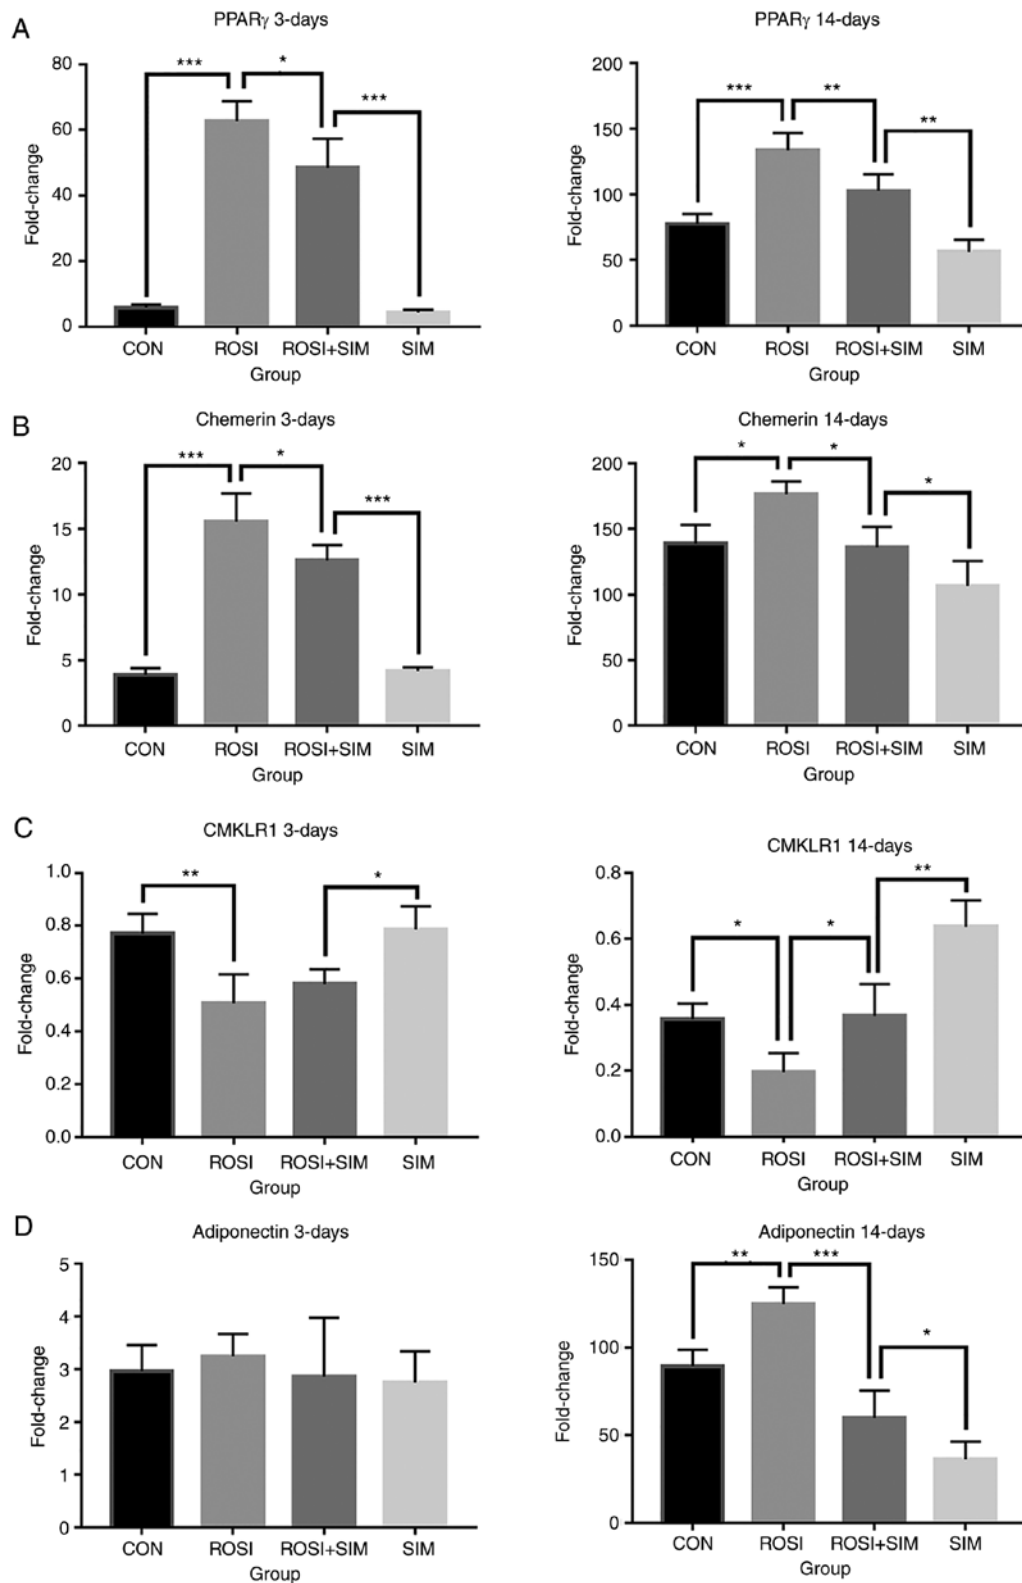 A
PPARγ 3-days
80
60
40
20
0
Fold-change
***
*
***
CON ROSI ROSI+SIM SIM
Group
PPARγ 14-days
200
150
100
50
0
Fold-change
***
**
**
CON ROSI ROSI+SIM SIM
Group
B
Chemerin 3-days
20
15
10
5
0
Fold-change
***
*
***
CON ROSI ROSI+SIM SIM
Group
Chemerin 14-days
200
150
100
50
0
Fold-change
*
*
*
CON ROSI ROSI+SIM SIM
Group
C
CMKLR1 3-days
1.0
0.8
0.6
0.4
0.2
0.0
Fold-change
**
*
CON ROSI ROSI+SIM SIM
Group
CMKLR1 14-days
0.8
0.6
0.4
0.2
0.0
Fold-change
*
*
**
CON ROSI ROSI+SIM SIM
Group
D
Adiponectin 3-days
5
4
3
2
1
0
Fold-change
CON ROSI ROSI+SIM SIM
Group
Adiponectin 14-days
150
100
50
0
Fold-change
**
***
*
CON ROSI ROSI+SIM SIM
Group